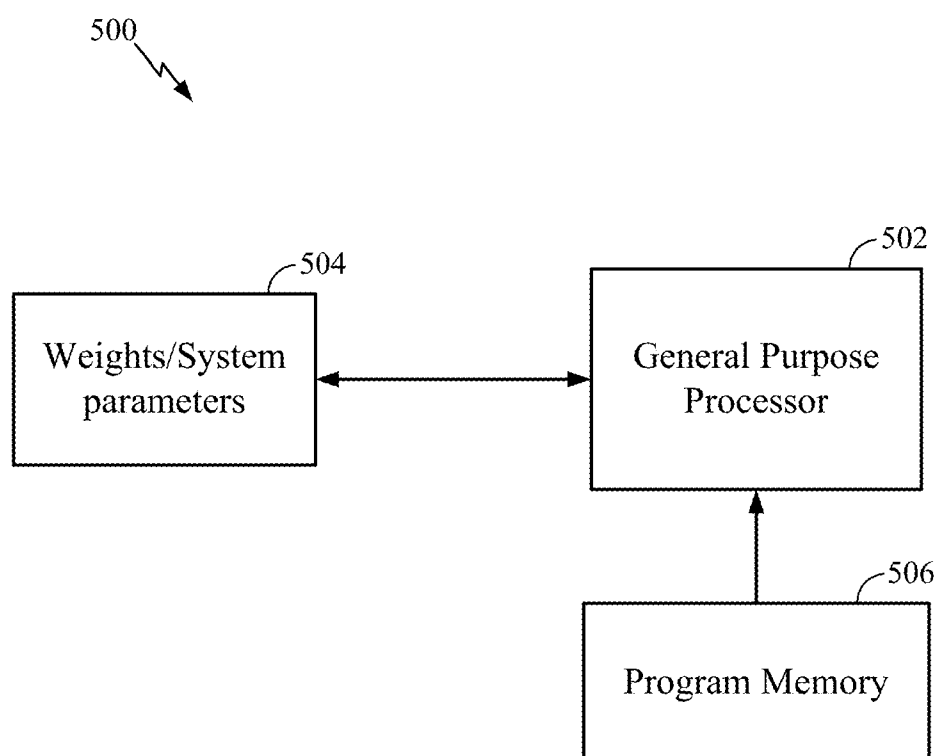 500
502
504
Weights/System
parameters
General Purpose
Processor
506
Program Memory